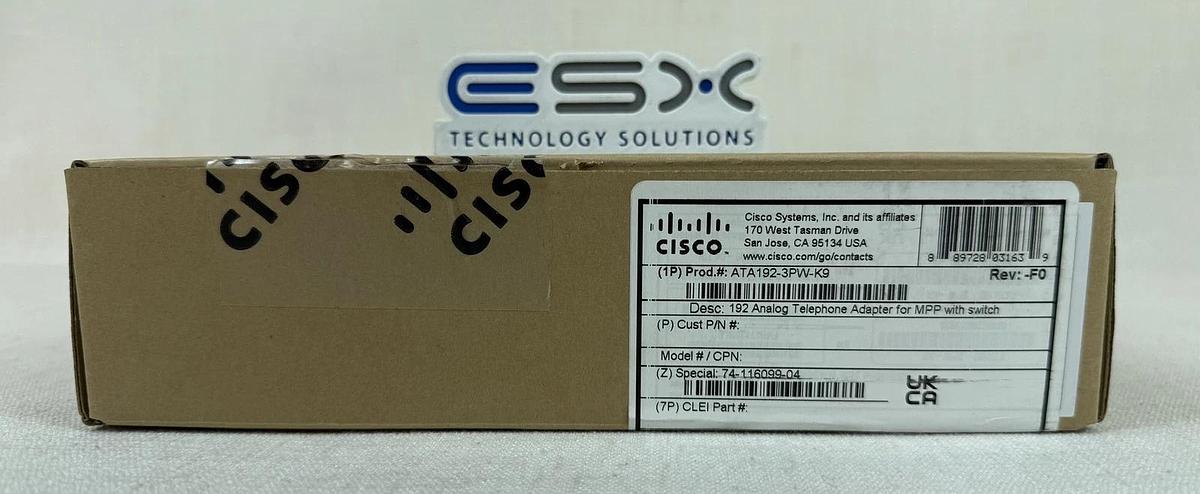 ESX
TECHNOLOGY SOLUTIONS
CISCO
CISCO
CISCO
Cisco Systems, Inc. and its affiliates
170 West Tasman Drive
San Jose, CA 95134 USA
www.cisco.com/go/contacts
8 89728 03163 9
(1P) Prod.#: ATA192-3PW-K9
Rev: -F0
Desc: 192 Analog Telephone Adapter for MPP with switch
(P) Cust P/N #:
Model # / CPN:
(Z) Special: 74-116099-04
UK
CA
(7P) CLEI Part #: